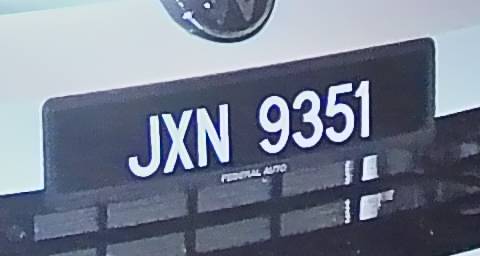 JXN 9351
FEDERAL AUTO